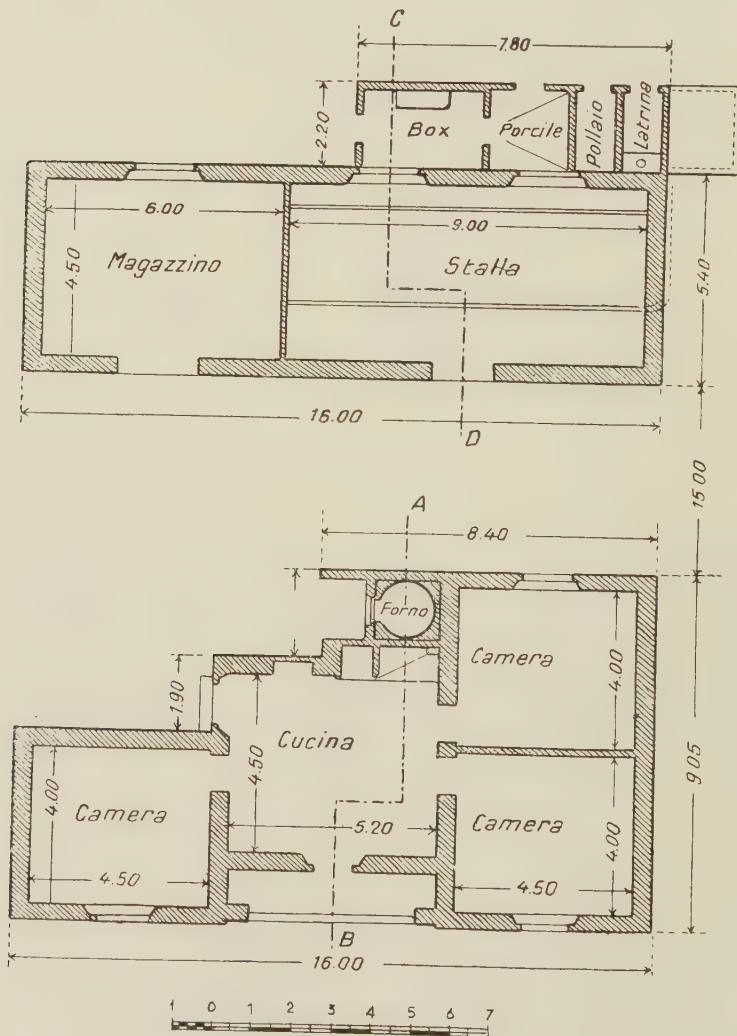 C
7.80
2.20
Box
Porcile
Pollaio
Latrina
6.00
9.00
4.50
Magazzino
Stalla
5.40
16.00
D
15 00
A
8.40
Forno
Camera
4.00
1.90
Cucina
4.50
9 05
4.00
Camera
5.20
Camera
4.00
4.50
4.50
B
16.00
1 0 1 2 3 4 5 6 7